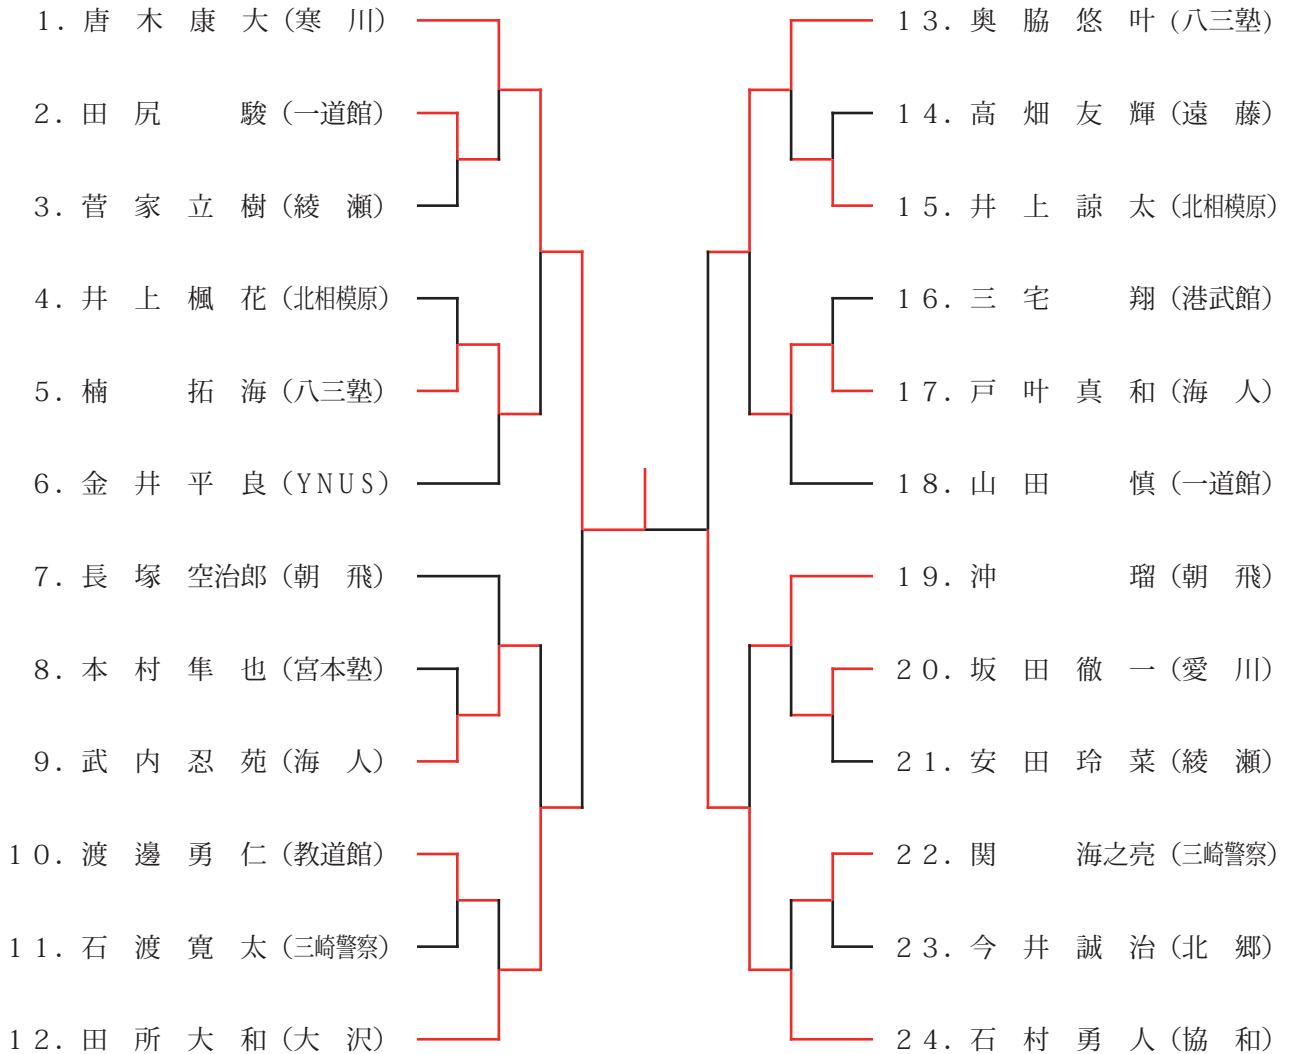 1．唐木康大（寒川）
2．田尻駿（一道館）
3．菅家立樹（綾瀬）
4．井上楓花（北相模原）
5．楠拓海（八三塾）
6．金井平良（YNUS）
7．長塚空治郎（朝飛）
8．本村隼也（宮本塾）
9．武内忍苑（海人）
10．渡邊勇仁（教道館）
11．石渡寛太（三崎警察）
12．田所大和（大沢）
13．奥脇悠叶（八三塾）
14．高畑友輝（遠藤）
15．井上諒太（北相模原）
16．三宅翔（港武館）
17．戸叶真和（海人）
18．山田慎（一道館）
19．沖瑠（朝飛）
20．坂田徹一（愛川）
21．安田玲菜（綾瀬）
22．関海之亮（三崎警察）
23．今井誠治（北郷）
24．石村勇人（協和）